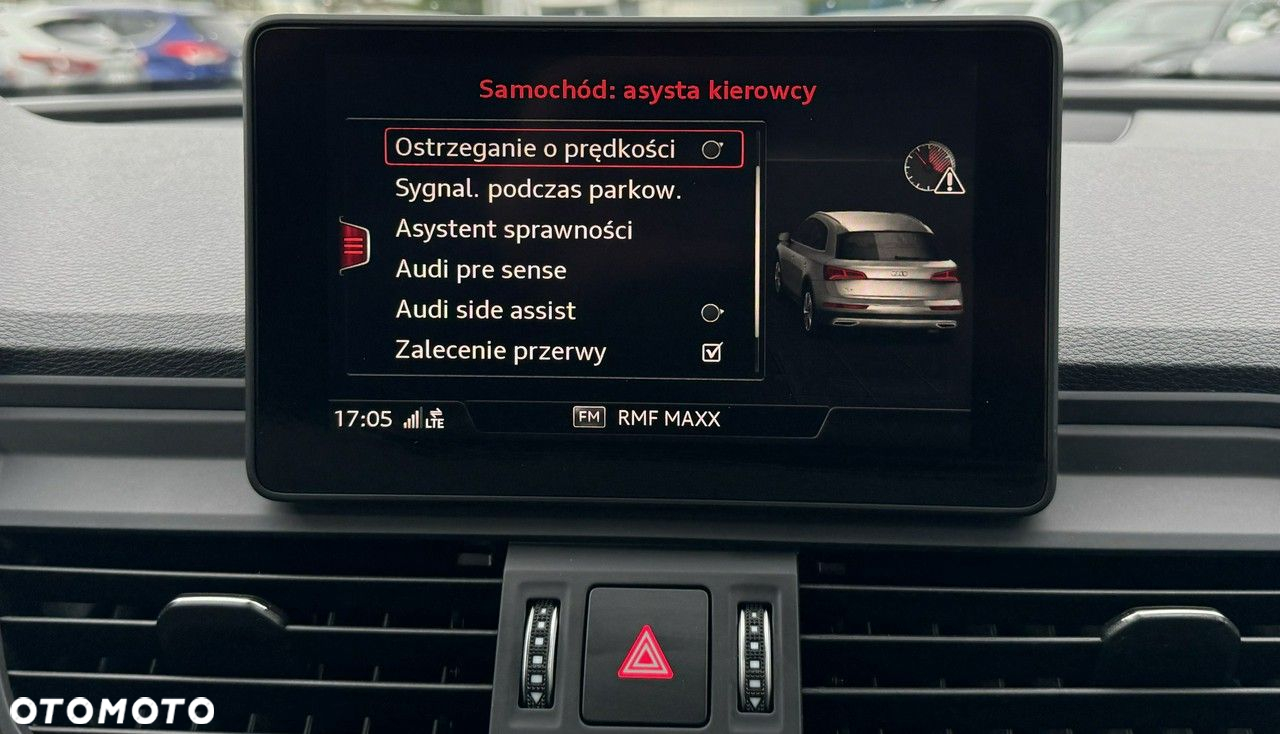 Samochód: asysta kierowcy
Ostrzeganie o prędkości
Sygnal. podczas parkow.
Asystent sprawności
Audi pre sense
Audi side assist
Zalecenie przerwy
17:05 LTE FM RMF MAXX
OTOMOTO